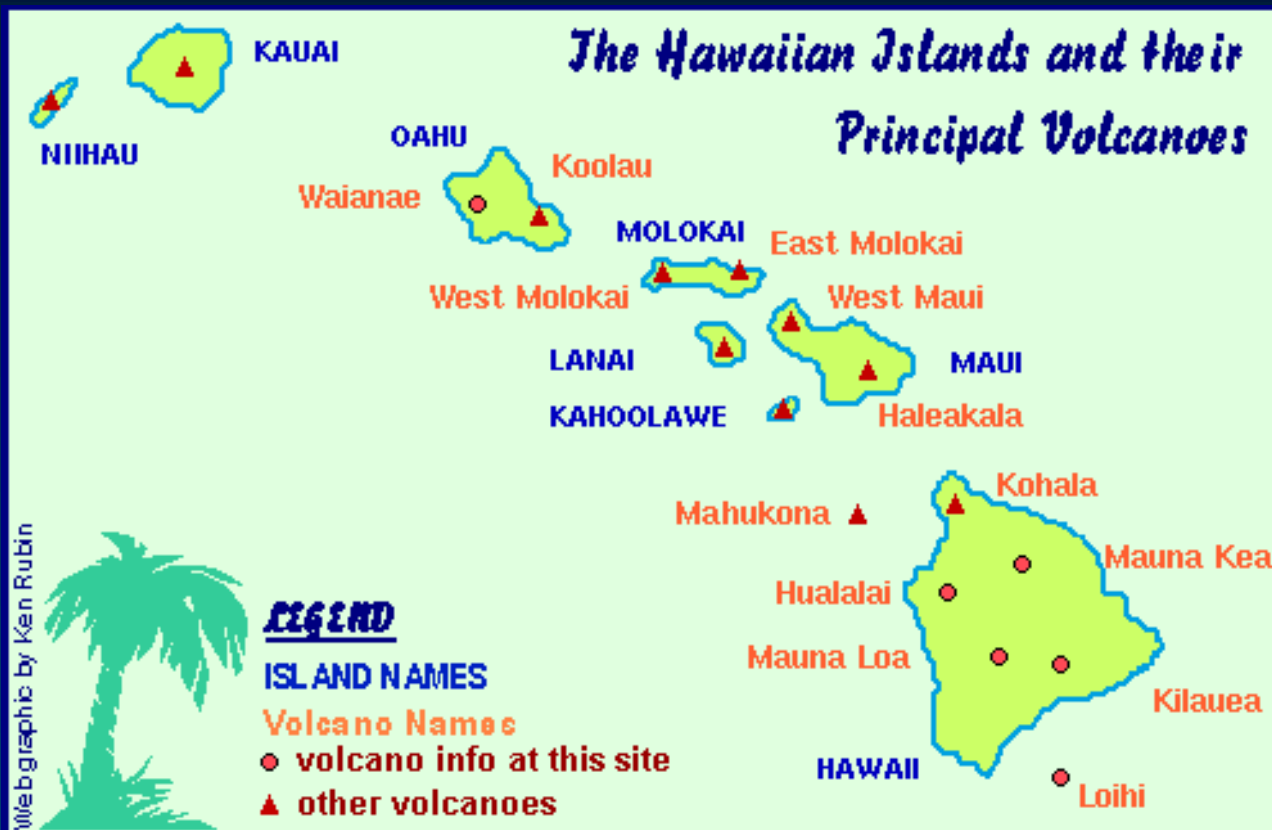 The Hawaiian Islands and their
Principal Volcanoes
KAUAI
NIIHAU
OAHU
Koolau
Waianae
MOLOKAI
East Molokai
West Molokai
West Maui
LANAI
MAUI
KAHOOLAWE
Haleakala
Kohala
Mahukona
Mauna Kea
Hualalai
Mauna Loa
Kilauea
HAWAII
Loihi
LEGEND
ISLAND NAMES
Volcano Names
volcano info at this site
other volcanoes
Webgraphic by Ken Rubin